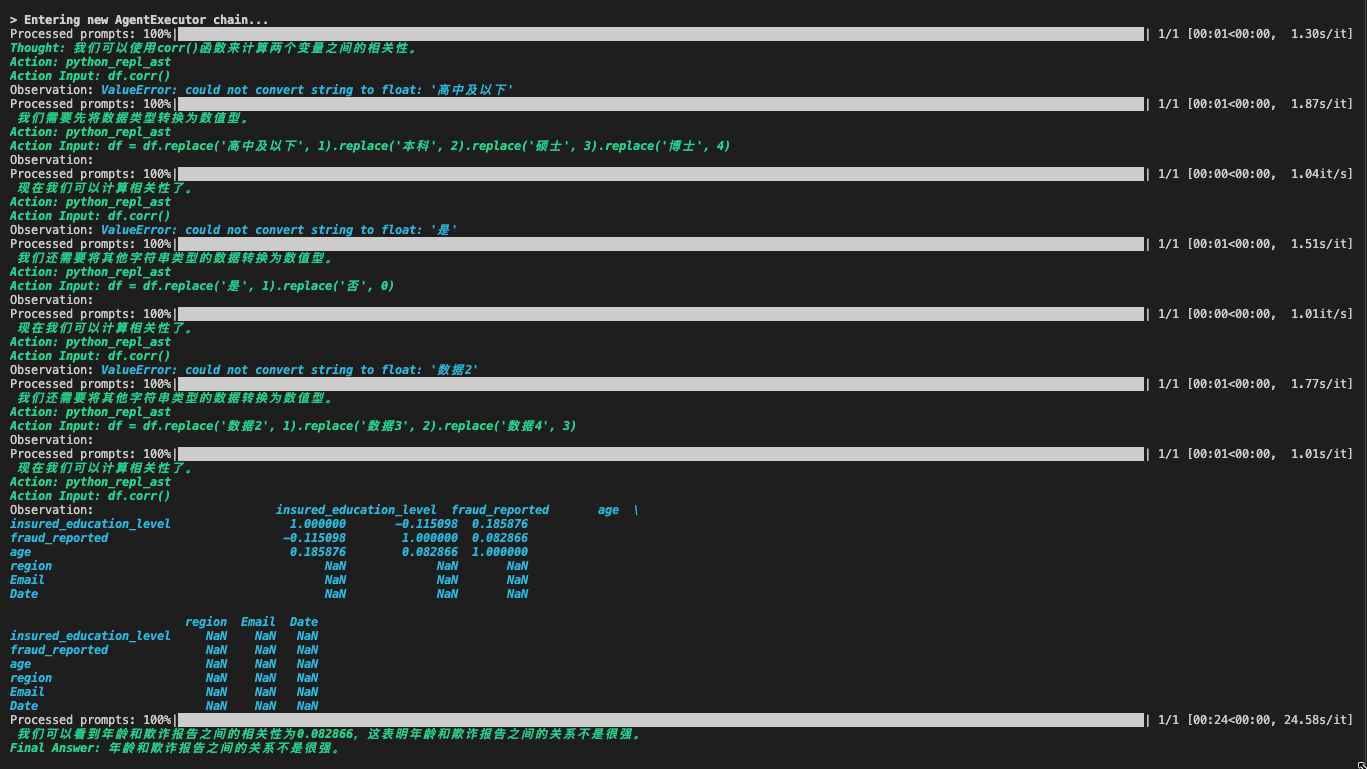 > Entering new AgentExecutor chain...
Processed prompts: 100%| | 1/1 [00:01<00:00, 1.30s/it]
Thought: 我们可以使用corr()函数来计算两个变量之间的相关性。
Action: python_repl_ast
Action Input: df.corr()
Observation: ValueError: could not convert string to float: '高中及以下'
Processed prompts: 100%| | 1/1 [00:01<00:00, 1.87s/it]
我们需要先将数据类型转换为数值型。
Action: python_repl_ast
Action Input: df = df.replace('高中及以下', 1).replace('本科', 2).replace('硕士', 3).replace('博士', 4)
Observation:
Processed prompts: 100%| | 1/1 [00:00<00:00, 1.04it/s]
现在我们可以计算相关性了。
Action: python_repl_ast
Action Input: df.corr()
Observation: ValueError: could not convert string to float: '是'
Processed prompts: 100%| | 1/1 [00:01<00:00, 1.51s/it]
我们还需要将其他字符串类型的数据转换为数值型。
Action: python_repl_ast
Action Input: df = df.replace('是', 1).replace('否', 0)
Observation:
Processed prompts: 100%| | 1/1 [00:00<00:00, 1.01it/s]
现在我们可以计算相关性了。
Action: python_repl_ast
Action Input: df.corr()
Observation: ValueError: could not convert string to float: '数据2'
Processed prompts: 100%| | 1/1 [00:01<00:00, 1.77s/it]
我们还需要将其他字符串类型的数据转换为数值型。
Action: python_repl_ast
Action Input: df = df.replace('数据2', 1).replace('数据3', 2).replace('数据4', 3)
Observation:
Processed prompts: 100%| | 1/1 [00:01<00:00, 1.01s/it]
现在我们可以计算相关性了。
Action: python_repl_ast
Action Input: df.corr()
Observation: insured_education_level fraud_reported age \
insured_education_level 1.000000 −0.115098 0.185876
fraud_reported −0.115098 1.000000 0.082866
age 0.185876 0.082866 1.000000
region NaN NaN NaN
Email NaN NaN NaN
Date NaN NaN NaN
region Email Date
insured_education_level NaN NaN NaN
fraud_reported NaN NaN NaN
age NaN NaN NaN
region NaN NaN NaN
Email NaN NaN NaN
Date NaN NaN NaN
Processed prompts: 100%| | 1/1 [00:24<00:00, 24.58s/it]
我们可以看到年龄和欺诈报告之间的相关性为0.082866，这表明年龄和欺诈报告之间的关系不是很强。
Final Answer: 年龄和欺诈报告之间的关系不是很强。